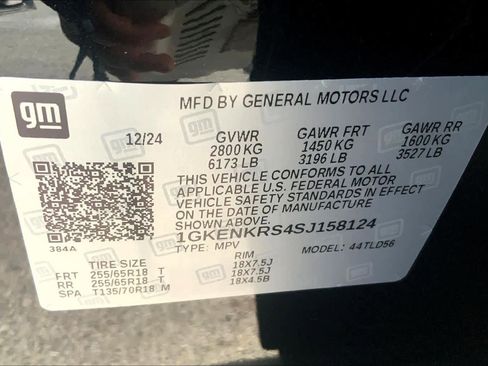 gm
MFD BY GENERAL MOTORS LLC
12/24 GVWR GAWR FRT GAWR RR
2800 KG 1450 KG 1600 KG
6173 LB 3196 LB 3527 LB
THIS VEHICLE CONFORMS TO ALL
APPLICABLE U.S. FEDERAL MOTOR
VEHICLE SAFETY STANDARDS IN EFFECT
ON THE DATE OF MANUFACTURE
SHOWN ABOVE.
384A
1GKENKRS4SJ158124
TYPE: MPV MODEL: 44TLD56
TIRE SIZE RIM
FRT 255/65R18 T 18X7.5J
RR 255/65R18 T 18X7.5J
SPA T135/70R18 M 18X4.5B